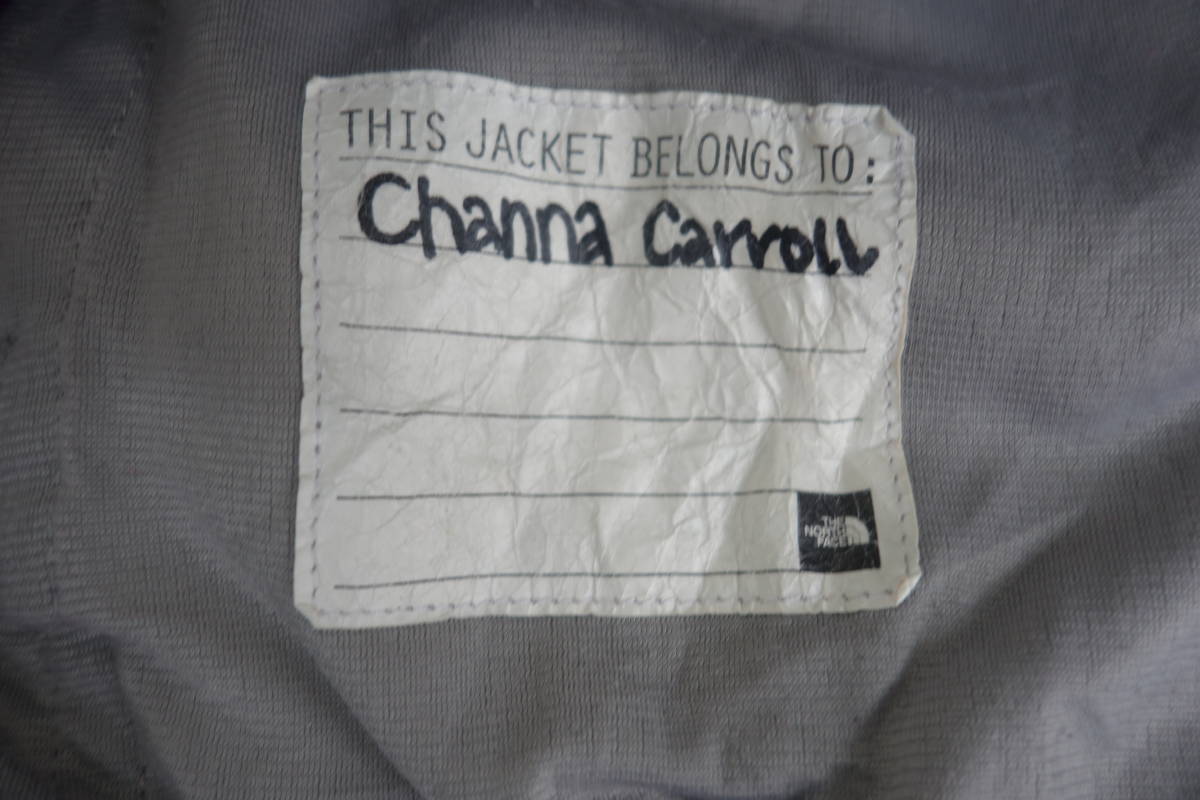 THIS JACKET BELONGS TO:
Channa Carroll
THE
NORTH
FACE